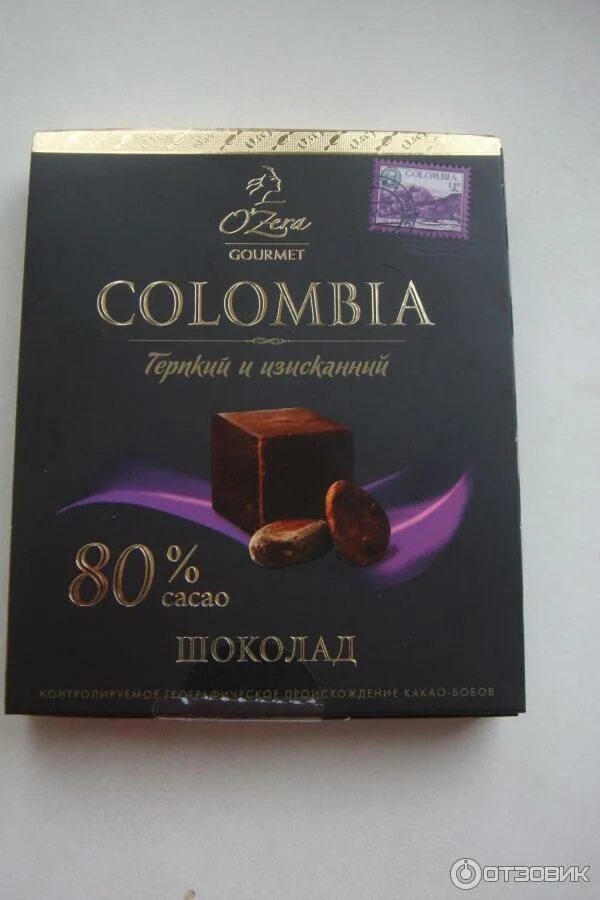 O'Zera
GOURMET
COLOMBIA
COLOMBIA
Терпкий и изысканный
80%
cacao
ШОКОЛАД
КОНТРОЛИРУЕМОЕ ГЕОГРАФИЧЕСКОЕ ПРОИСХОЖДЕНИЕ КАКАО-БОБОВ
ОТЗОВИК